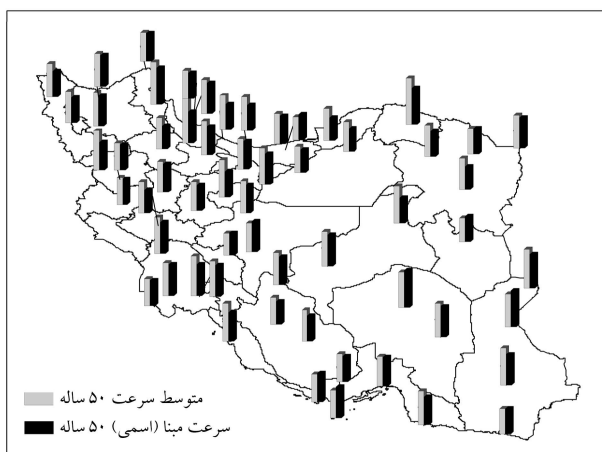 متوسط سرعت ۵۰ ساله
سرعت مبنا (اسمی) ۵۰ ساله